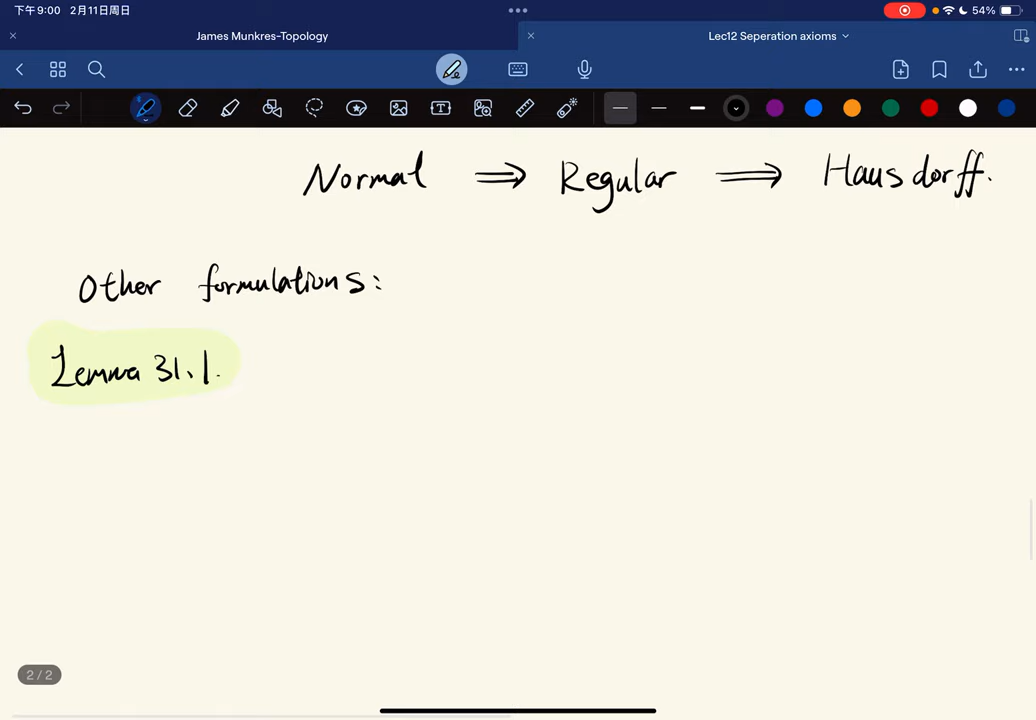 下午9:00 2月11日周日 54%
James Munkres-Topology Lec12 Seperation axioms
Normal ⟹ Regular ⟹ Hausdorff.
Other formulations:
Lemma 31.1.
2 / 2